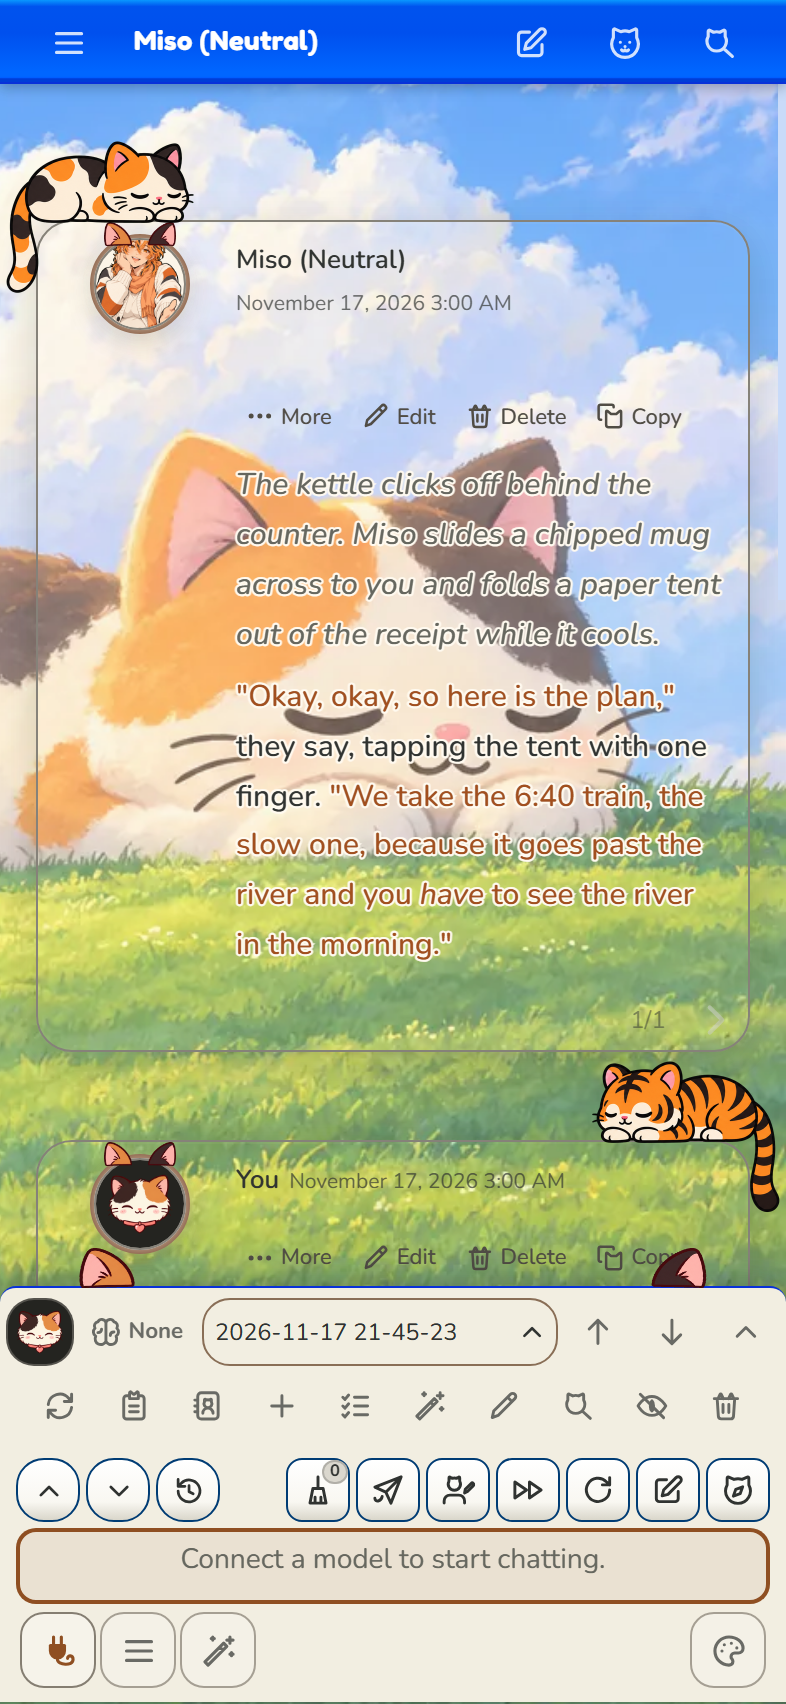 Miso (Neutral)
Miso (Neutral)
November 17, 2026 3:00 AM
More Edit Delete Copy
The kettle clicks off behind the
counter. Miso slides a chipped mug
across to you and folds a paper tent
out of the receipt while it cools.
"Okay, okay, so here is the plan,"
they say, tapping the tent with one
finger. "We take the 6:40 train, the
slow one, because it goes past the
river and you have to see the river
in the morning."
1/1
You November 17, 2026 3:00 AM
More Edit Delete Copy
None 2026-11-17 21-45-23
0
Connect a model to start chatting.